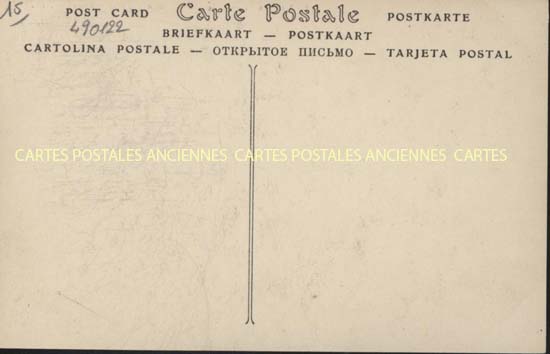 15
POST CARD Carte Postale POSTKARTE
490122
BRIEFKAART — POSTKAART
CARTOLINA POSTALE — ОТКРЫТОЕ ПИСЬМО — TARJETA POSTAL
CARTES POSTALES ANCIENNES CARTES POSTALES ANCIENNES CARTES